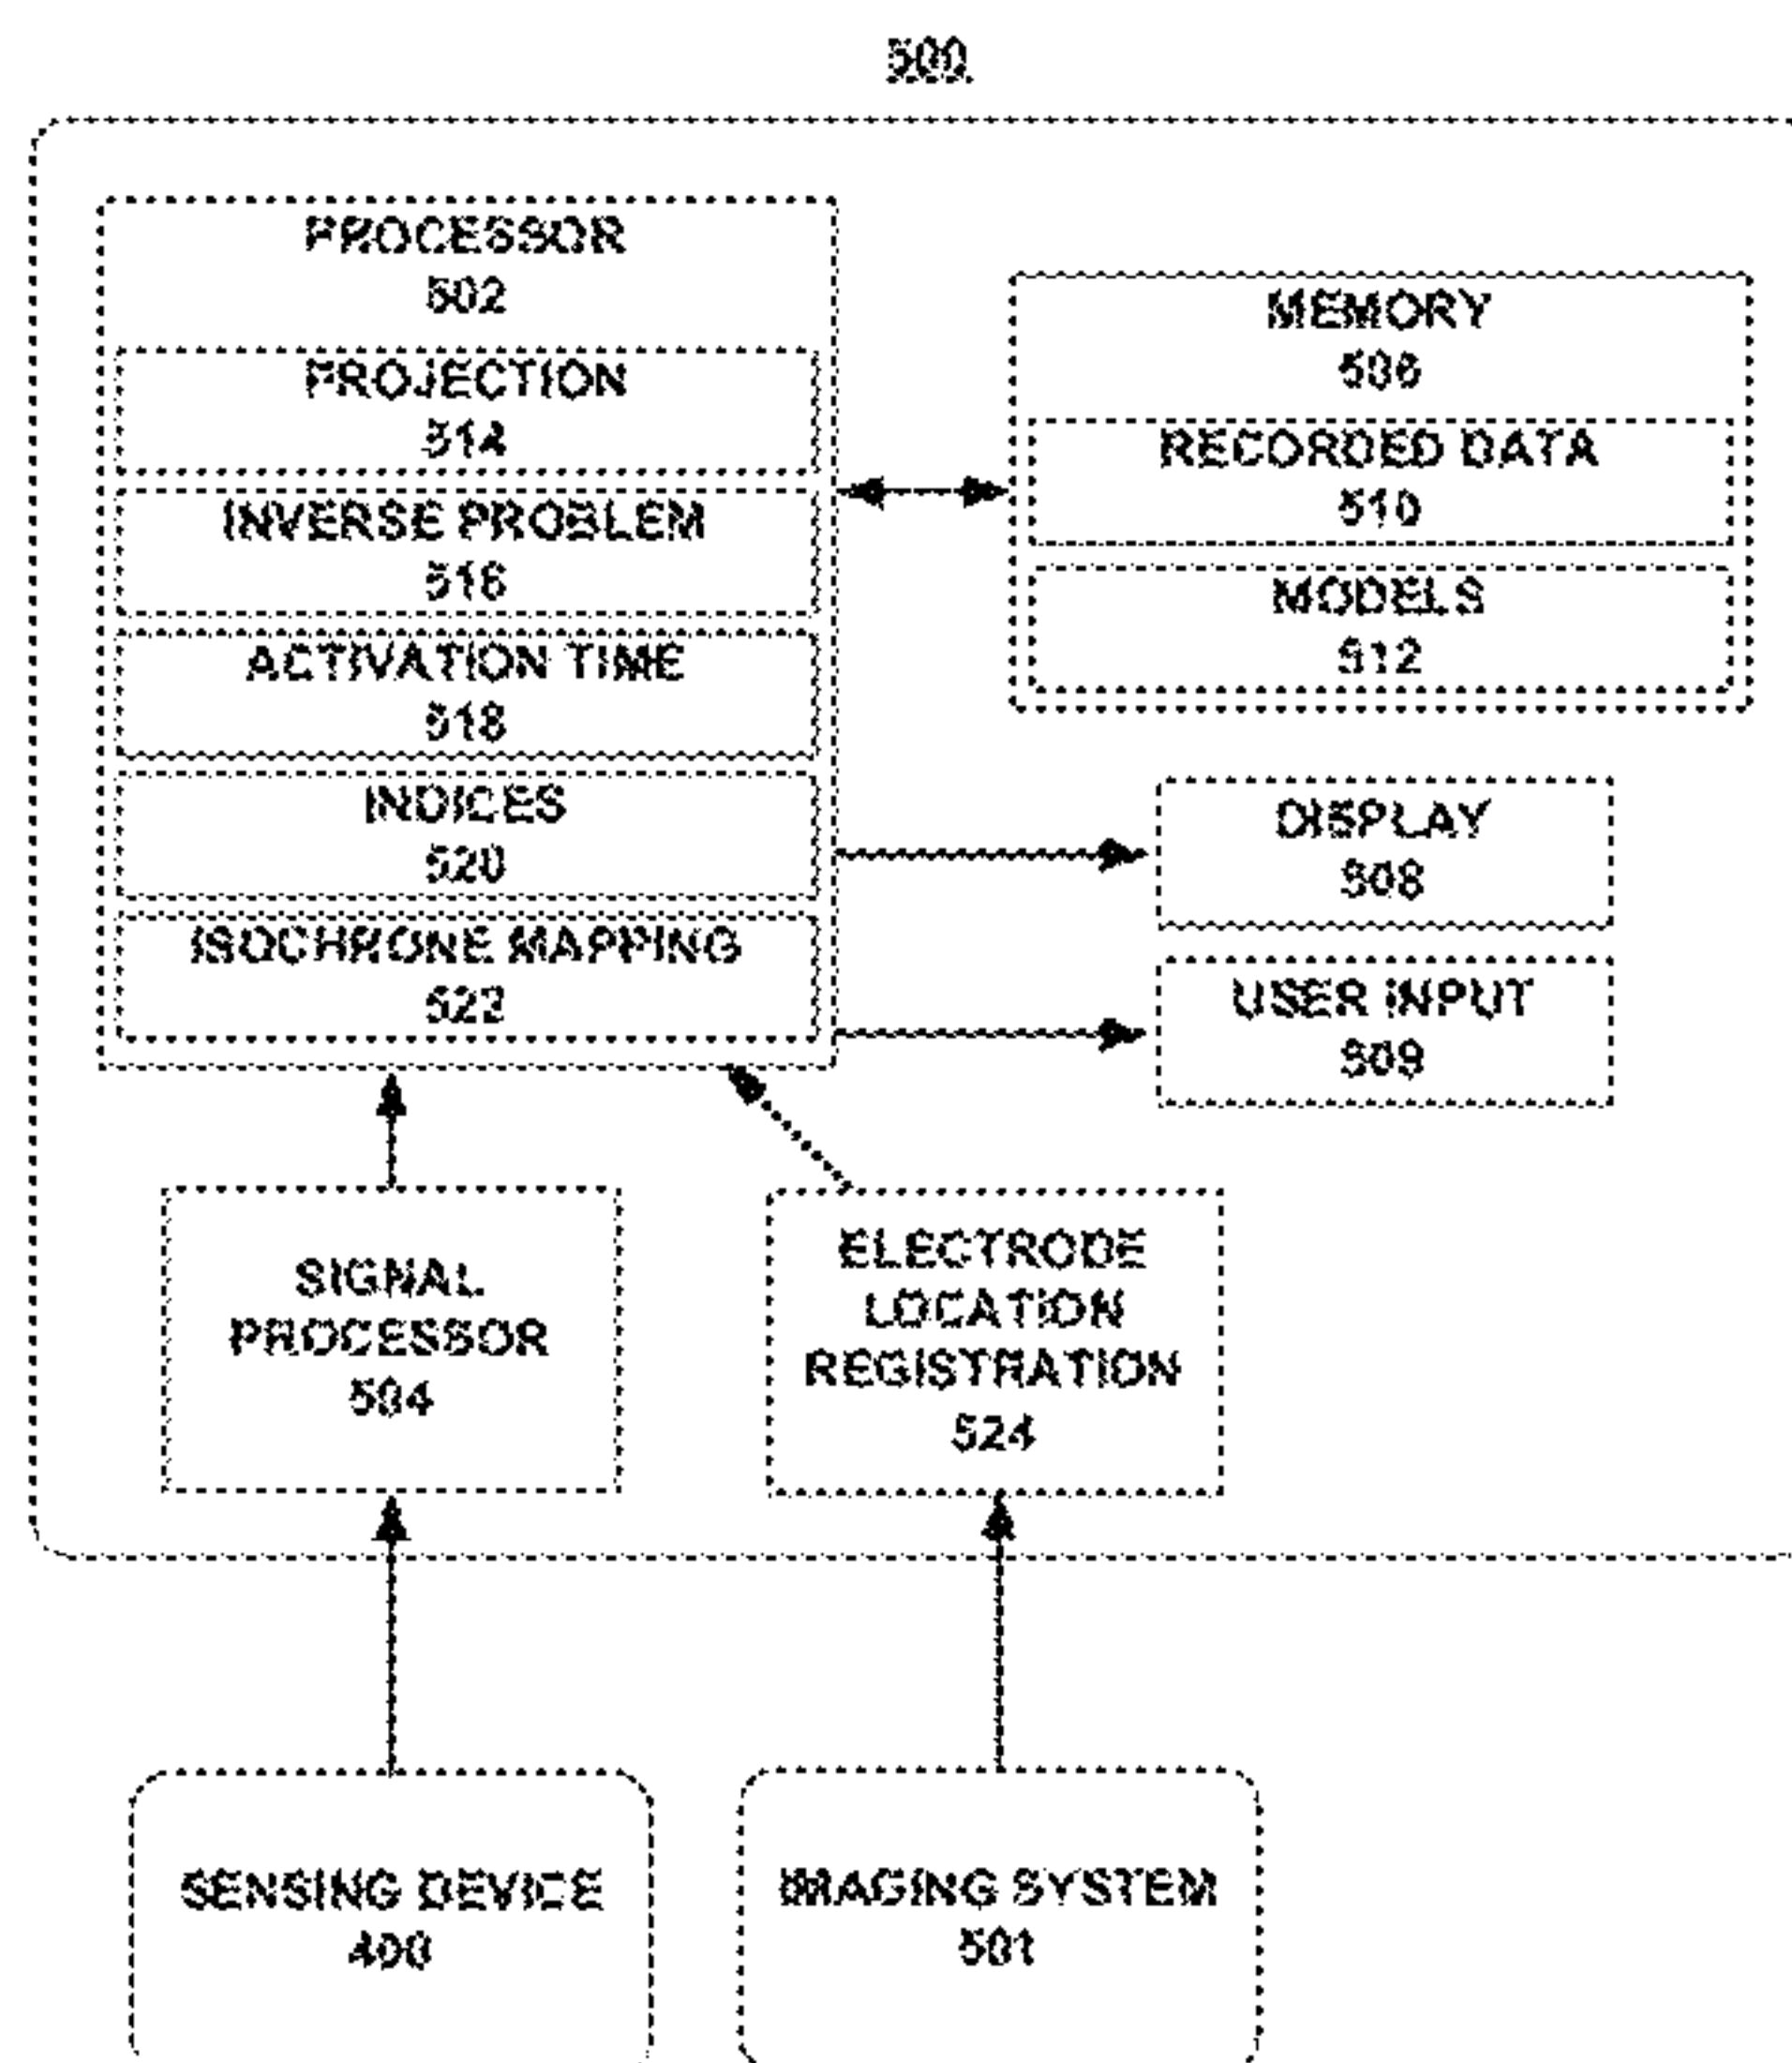 500
PROCESSOR
502
PROJECTION
514
INVERSE PROBLEM
516
ACTIVATION TIME
518
INDICES
520
ISOCHRONE MAPPING
522
MEMORY
506
RECORDED DATA
510
MODELS
512
DISPLAY
508
USER INPUT
509
SIGNAL
PROCESSOR
504
ELECTRODE
LOCATION
REGISTRATION
524
SENSING DEVICE
400
IMAGING SYSTEM
501